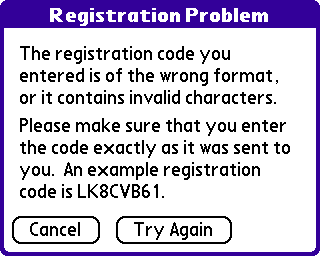 Registration Problem
The registration code you
entered is of the wrong format,
or it contains invalid characters.
Please make sure that you enter
the code exactly as it was sent to
you. An example registration
code is LK8CVB61.
Cancel
Try Again